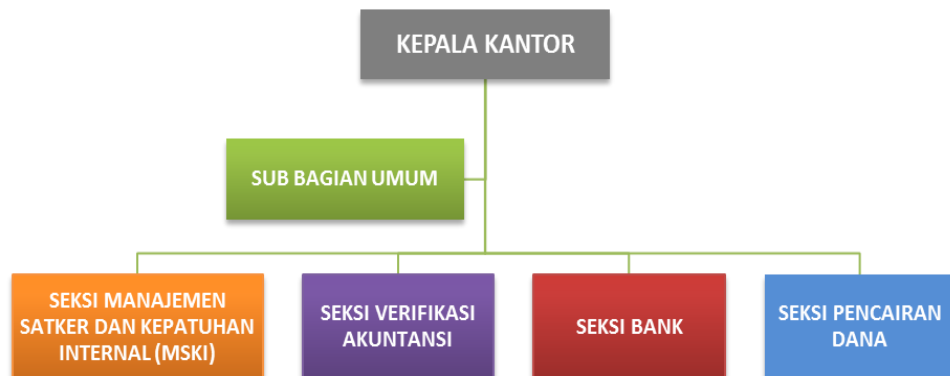 KEPALA KANTOR
SUB BAGIAN UMUM
SEKSI MANAJEMEN
SATKER DAN KEPATUHAN
INTERNAL (MSKI)
SEKSI VERIFIKASI
AKUNTANSI
SEKSI BANK
SEKSI PENCAIRAN
DANA